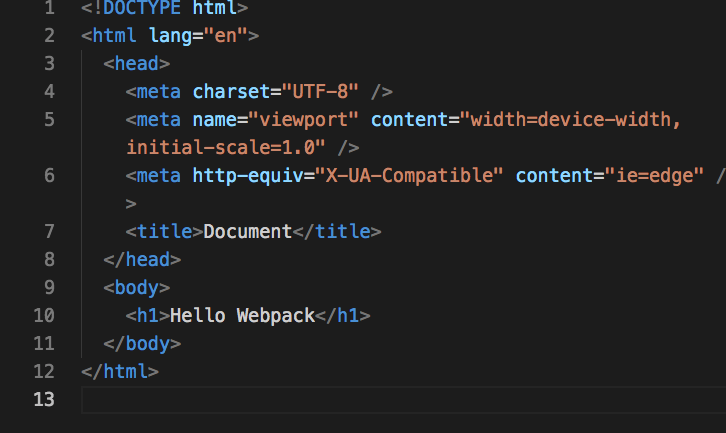 1 <!DOCTYPE html>
2 <html lang="en">
3 <head>
4 <meta charset="UTF-8" />
5 <meta name="viewport" content="width=device-width,
initial-scale=1.0" />
6 <meta http-equiv="X-UA-Compatible" content="ie=edge" /
>
7 <title>Document</title>
8 </head>
9 <body>
10 <h1>Hello Webpack</h1>
11 </body>
12 </html>
13